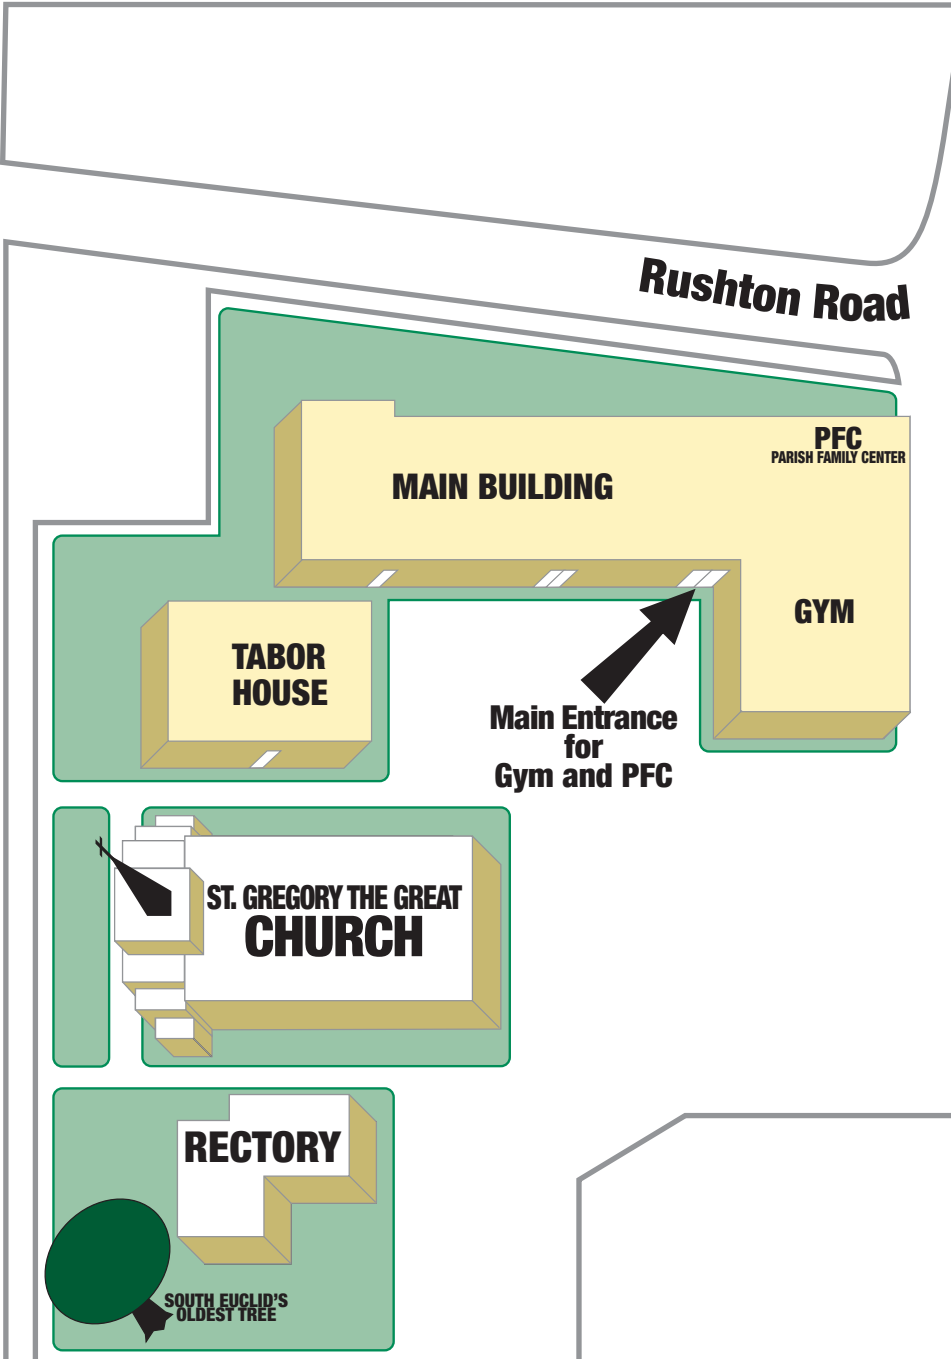 Rushton Road
PFC
PARISH FAMILY CENTER
MAIN BUILDING
GYM
TABOR
HOUSE
Main Entrance
for
Gym and PFC
ST. GREGORY THE GREAT
CHURCH
RECTORY
SOUTH EUCLID'S
OLDEST TREE